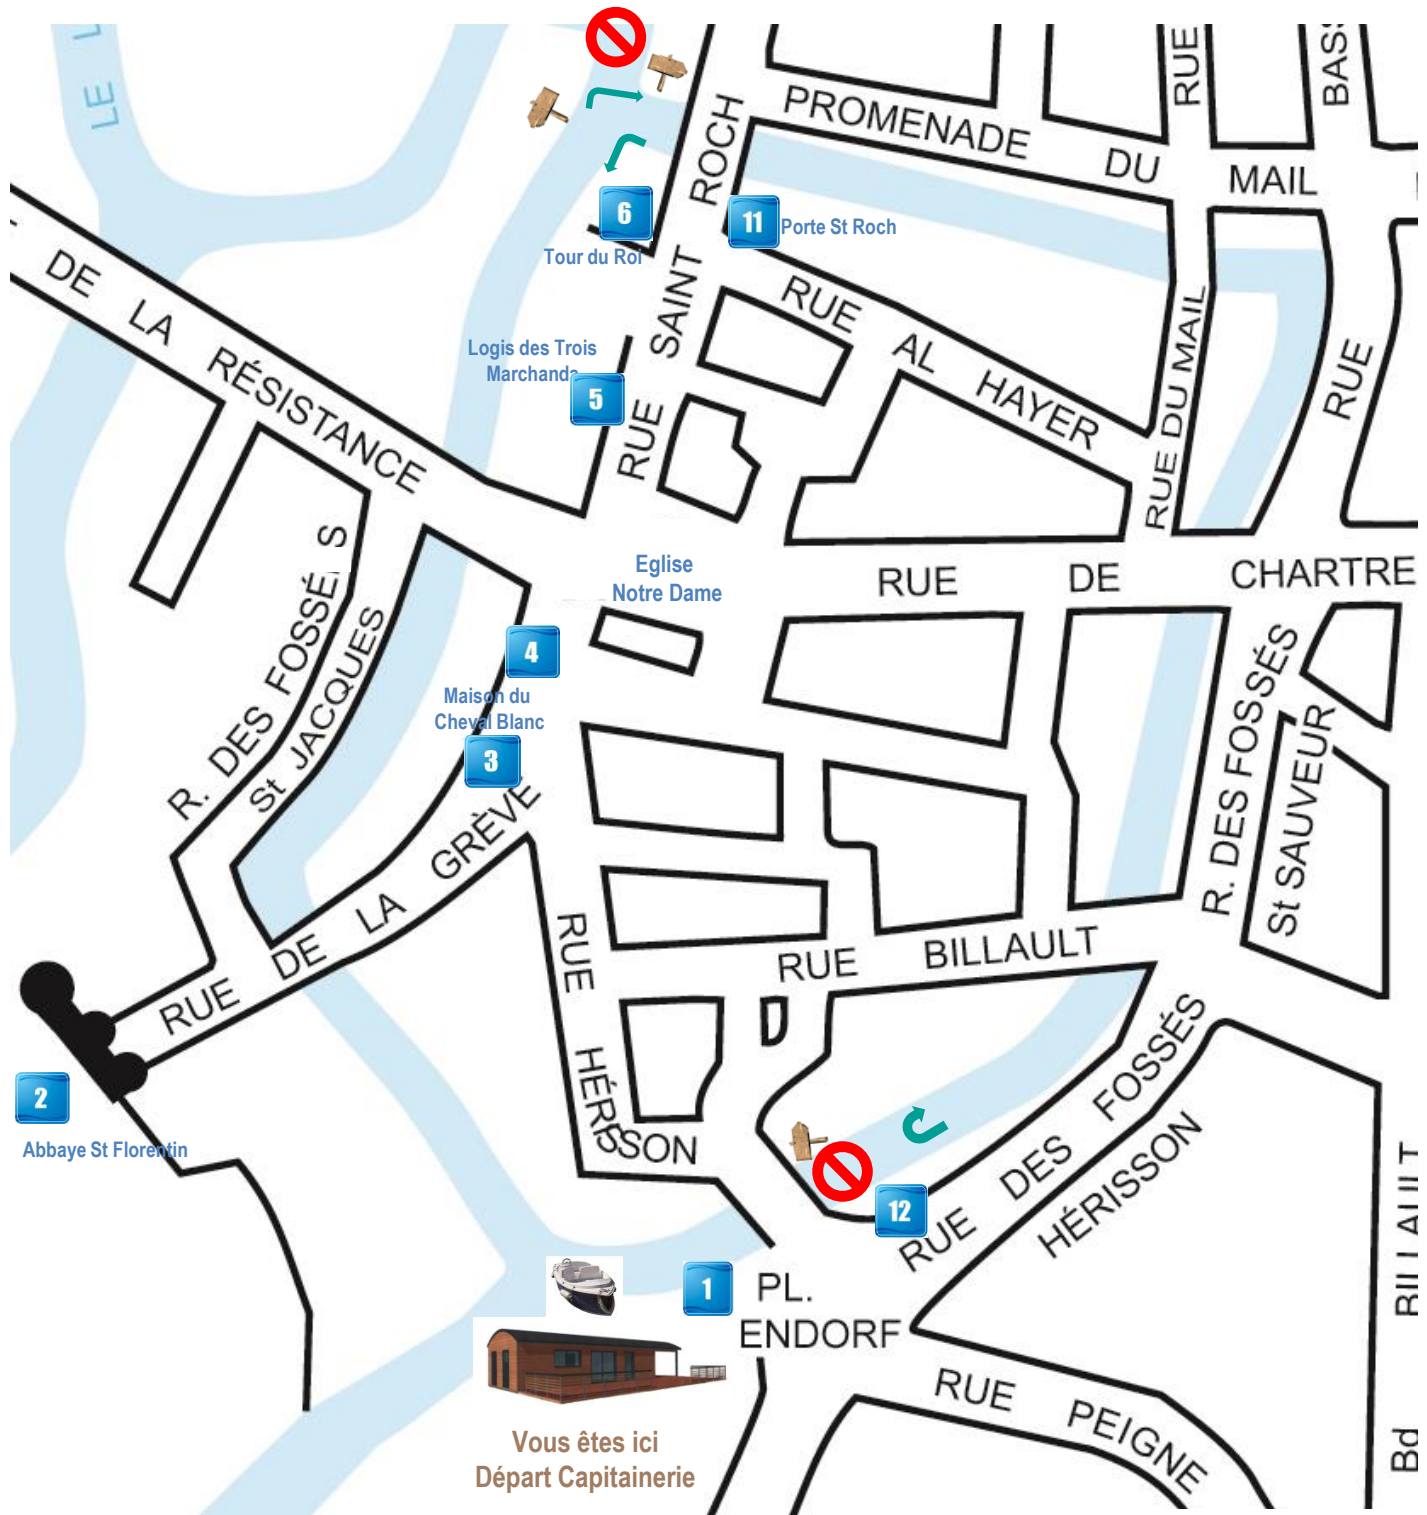 LE L
PROMENADE DU MAIL
RUE
BASS
ROCH
SAINT
RUE
6
Tour du Roi
11
Porte St Roch
DE LA RÉSISTANCE
Logis des Trois
Marchands
5
RUE AL HAYER
RUE DU MAIL
RUE
R. DES FOSSÉS
St JACQUES
Eglise
Notre Dame
RUE DE CHARTRE
4
Maison du
Cheval Blanc
3
R. DES FOSSÉS
St SAUVEUR
RUE DE LA GRÈVE
RUE BILLAULT
RUE HÉRISSON
2
Abbaye St Florentin
12
RUE DES FOSSÉS
HÉRISSON
1
PL.
ENDORF
RUE PEIGNE
Bd BILLAULT
Vous êtes ici
Départ Capitainerie